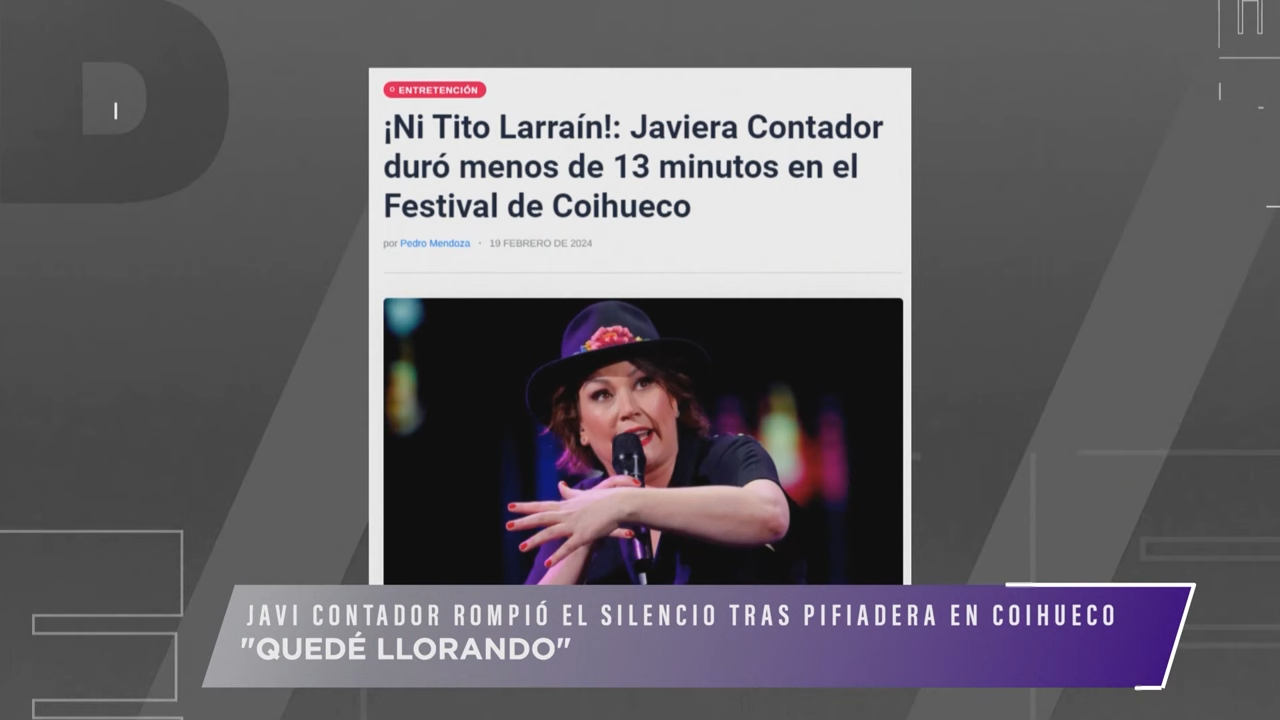 ENTRETENCIÓN
¡Ni Tito Larraín!: Javiera Contador
duró menos de 13 minutos en el
Festival de Coihueco
por Pedro Mendoza · 19 FEBRERO DE 2024
JAVI CONTADOR ROMPIÓ EL SILENCIO TRAS PIFIADERA EN COIHUECO
"QUEDÉ LLORANDO"